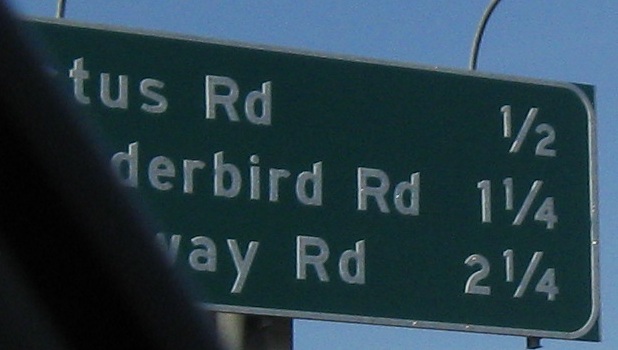 tus Rd 1/2
derbird Rd 1 1/4
way Rd 2 1/4